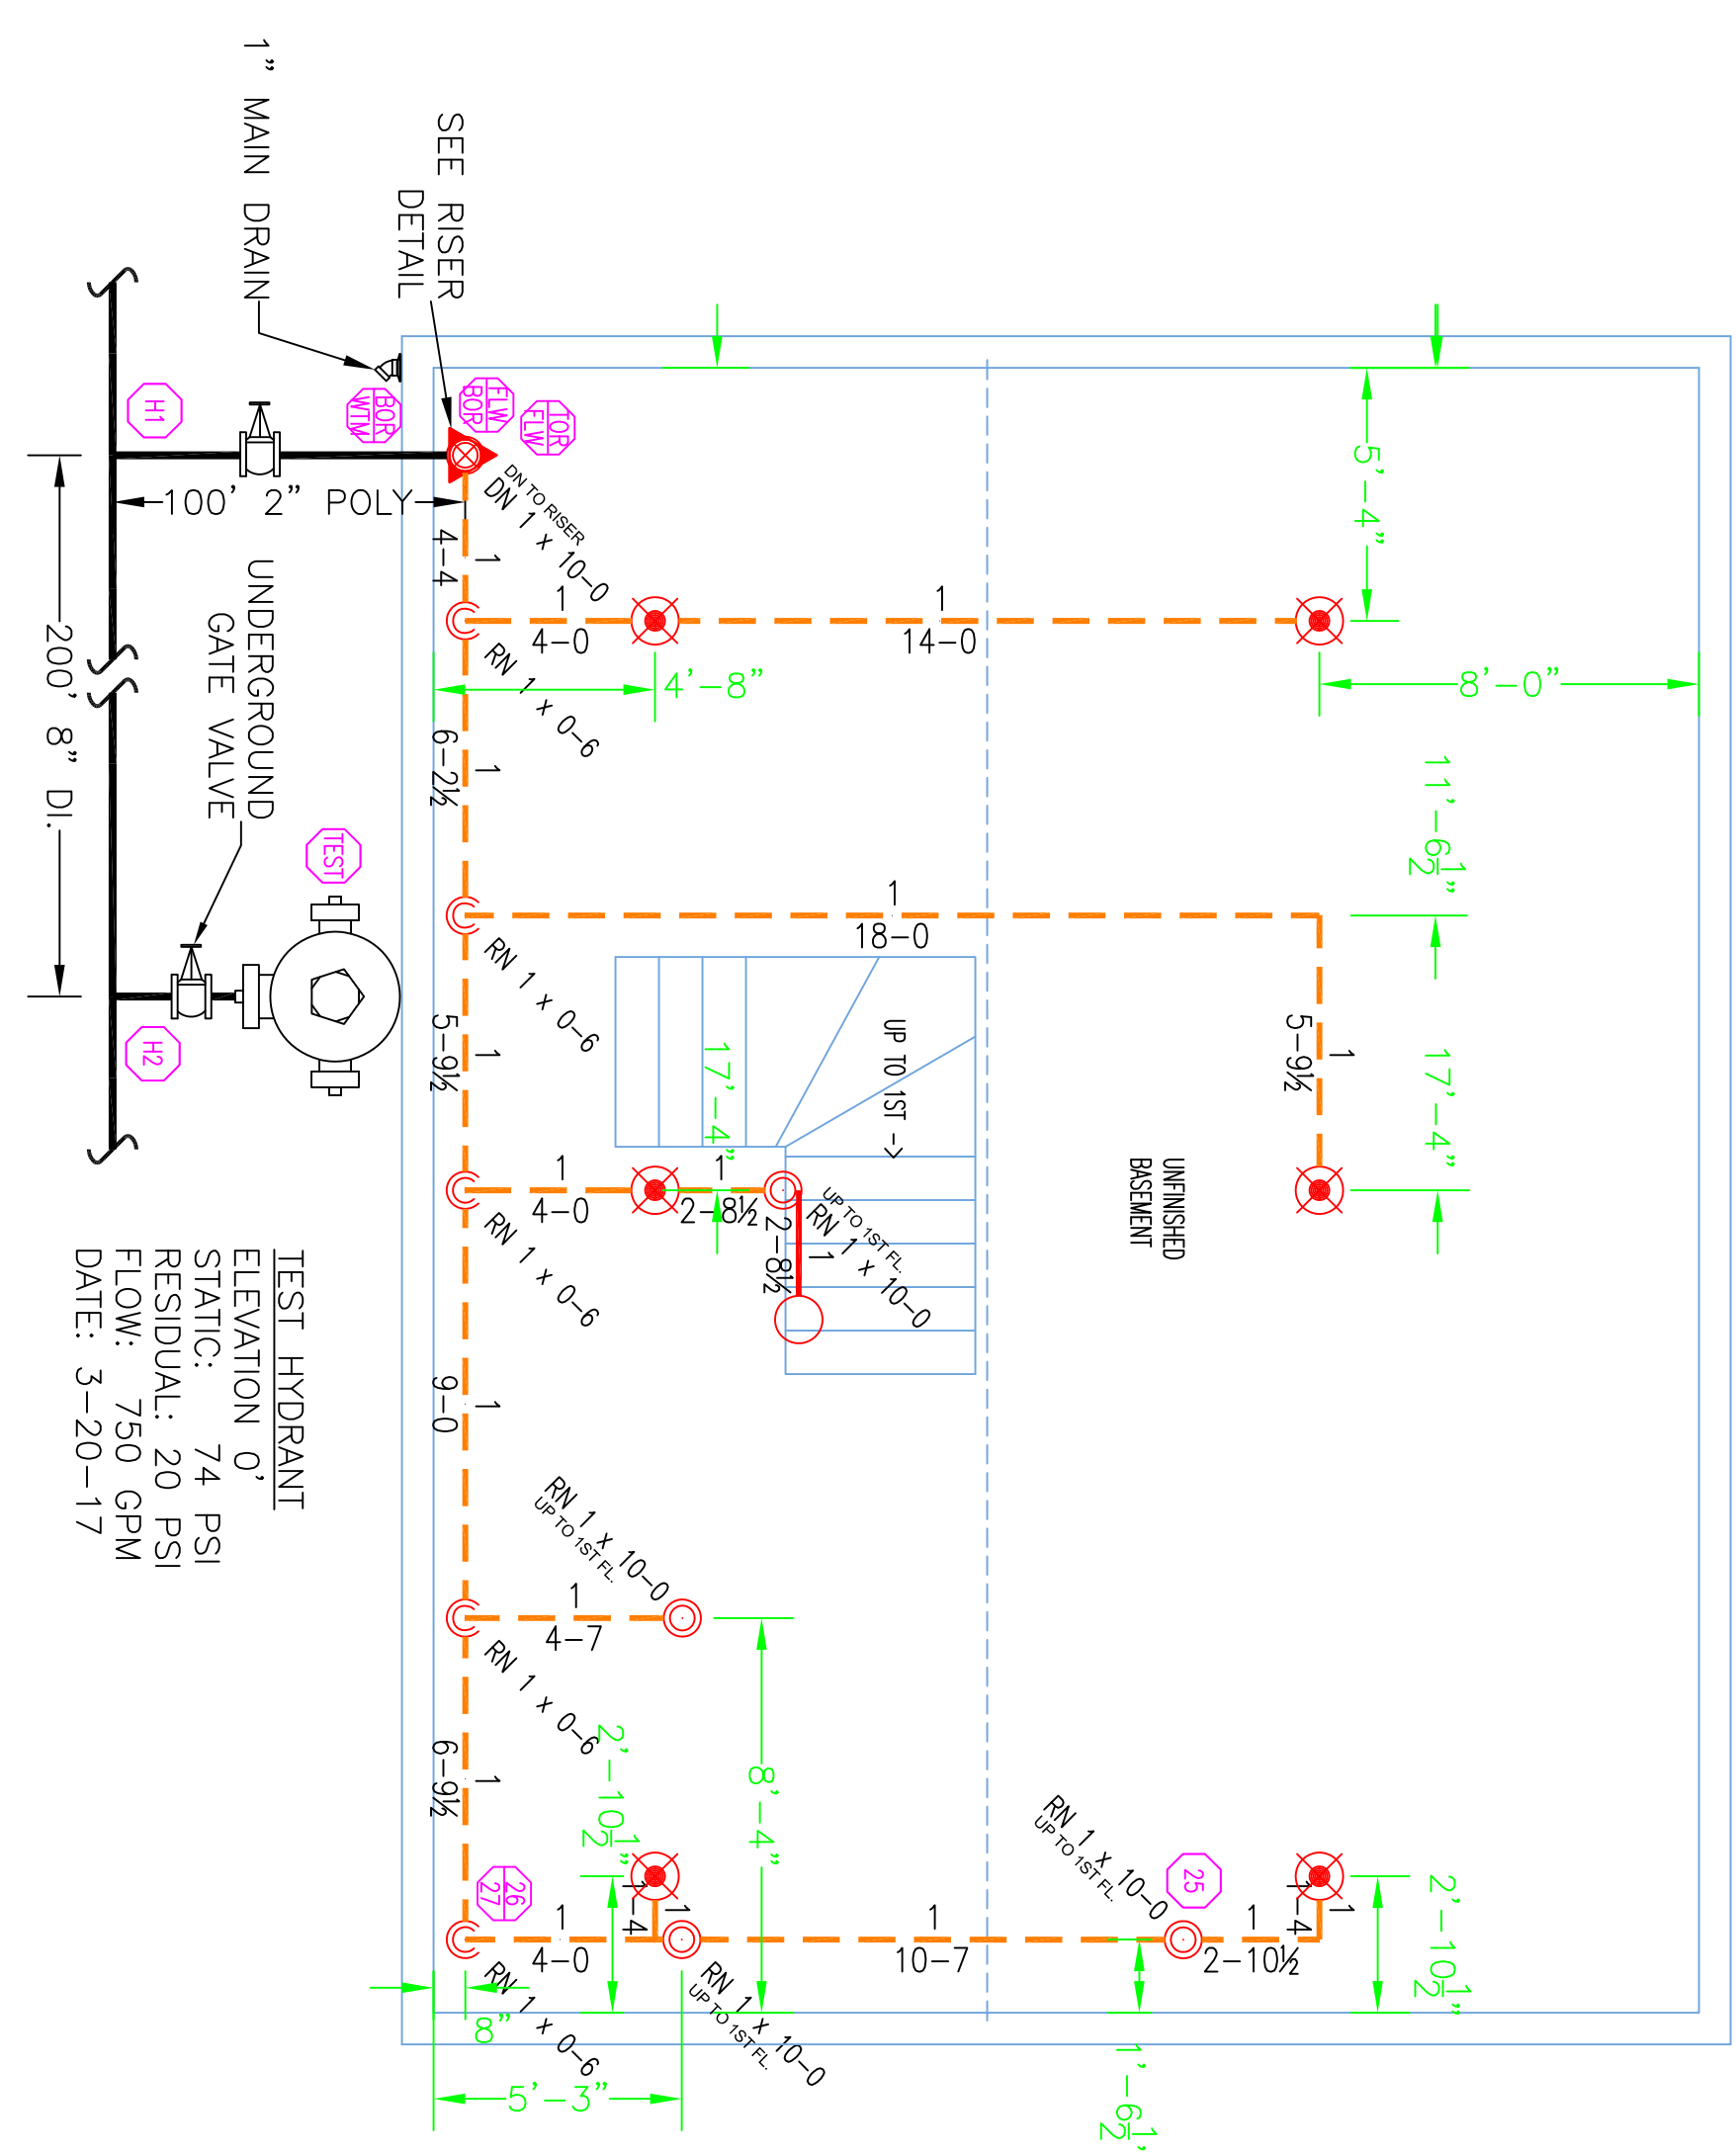 1" MAIN DRAIN
SEE RISER
DETAIL
H1
BOR
WTM
FLW
BOR
TOR
FLW
100' 2" POLY
200' 8" DI.
UNDERGROUND
GATE VALVE
TEST
H2
TEST HYDRANT
ELEVATION 0'
STATIC: 74 PSI
RESIDUAL: 20 PSI
FLOW: 750 GPM
DATE: 3-20-17
DN TO RISER
DN 1 x 10-0
1
4-4
1
4-0
1
14-0
5'-4"
4'-8"
8'-0"
RN 1 x 0-6
1
6-2½
11'-6½"
1
18-0
RN 1 x 0-6
1
5-9½
1
5-9½
17'-4"
17'-4"
UP TO 1ST ->
UNFINISHED
BASEMENT
1
4-0
1
2-8½
RN 1 x 0-6
UP TO 1ST FL.
RN 1 x 10-0
1
2-8½
1
9-0
RN 1 x 10-0
UP TO 1ST FL.
1
4-7
RN 1 x 0-6
8'-4"
2'-10½"
1
6-9½
26
27
1
4-0
1
1-4
RN 1 x 0-6
RN 1 x 10-0
UP TO 1ST FL.
1
10-7
RN 1 x 10-0
UP TO 1ST FL.
25
1
2-10½
1
1-4
2'-10½"
8"
5'-3"
1'-6½"